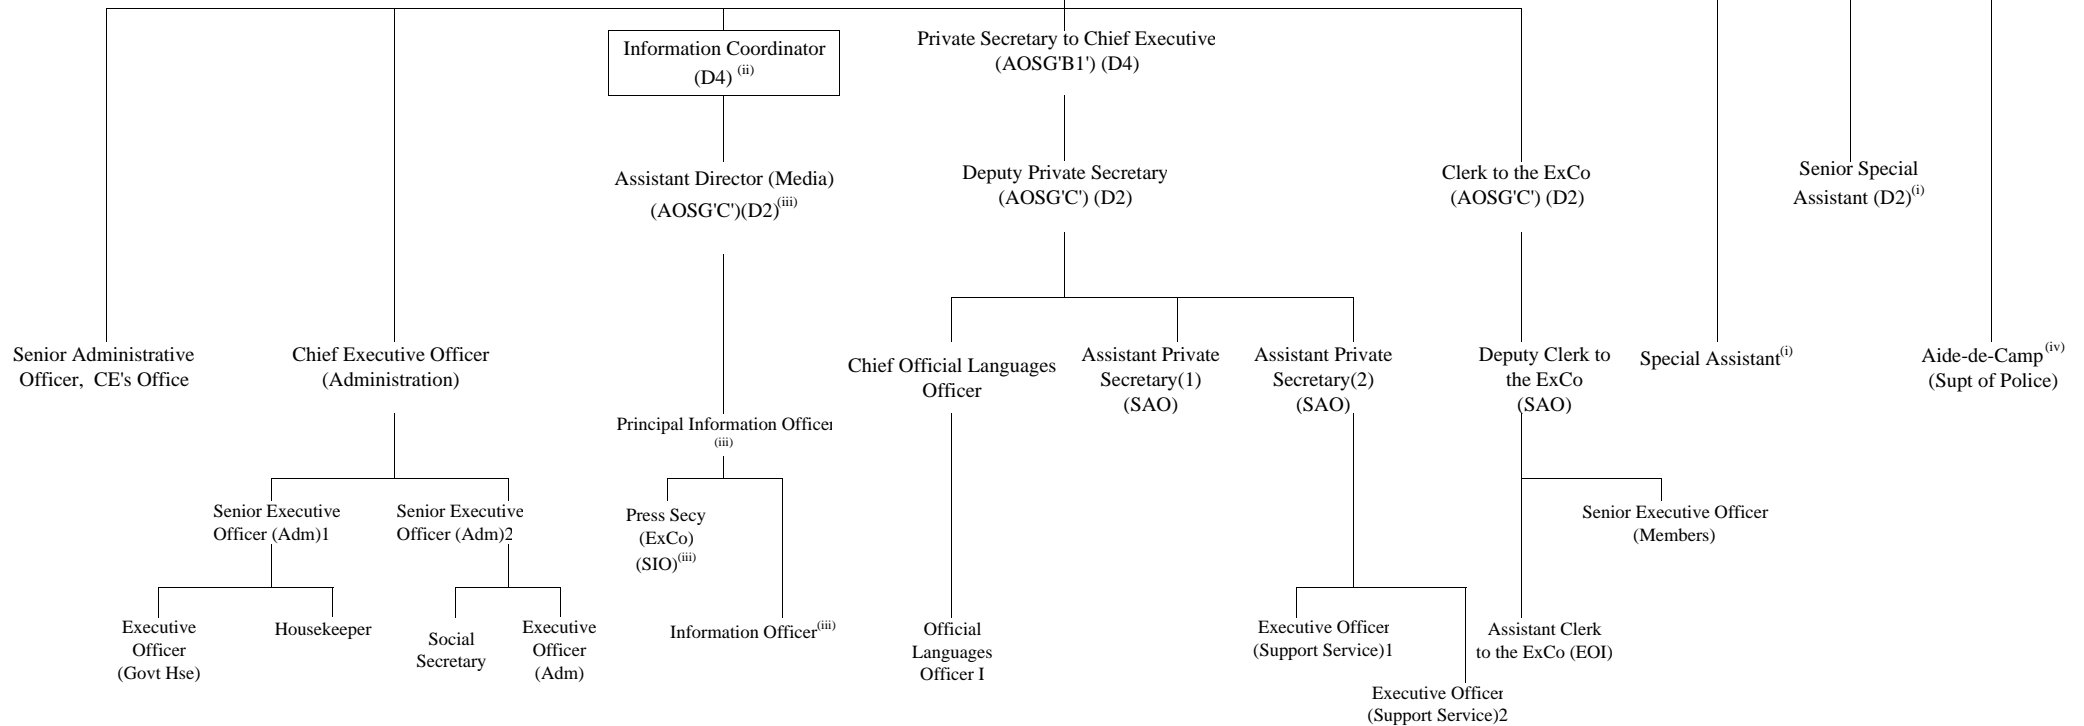 Information Coordinator
(D4) (ii)
Private Secretary to Chief Executive
(AOSG'B1') (D4)
Assistant Director (Media)
(AOSG'C')(D2)(iii)
Deputy Private Secretary
(AOSG'C') (D2)
Clerk to the ExCo
(AOSG'C') (D2)
Senior Special
Assistant (D2)(i)
Senior Administrative
Officer, CE's Office
Chief Executive Officer
(Administration)
Chief Official Languages
Officer
Assistant Private
Secretary(1)
(SAO)
Assistant Private
Secretary(2)
(SAO)
Deputy Clerk to
the ExCo
(SAO)
Special Assistant(i)
Aide-de-Camp(iv)
(Supt of Police)
Principal Information Officer
(iii)
Senior Executive
Officer (Adm)1
Senior Executive
Officer (Adm)2
Press Secy
(ExCo)
(SIO)(iii)
Senior Executive Officer
(Members)
Executive
Officer
(Govt Hse)
Housekeeper
Social
Secretary
Executive
Officer
(Adm)
Information Officer(iii)
Official
Languages
Officer I
Executive Officer
(Support Service)1
Assistant Clerk
to the ExCo (EOI)
Executive Officer
(Support Service)2